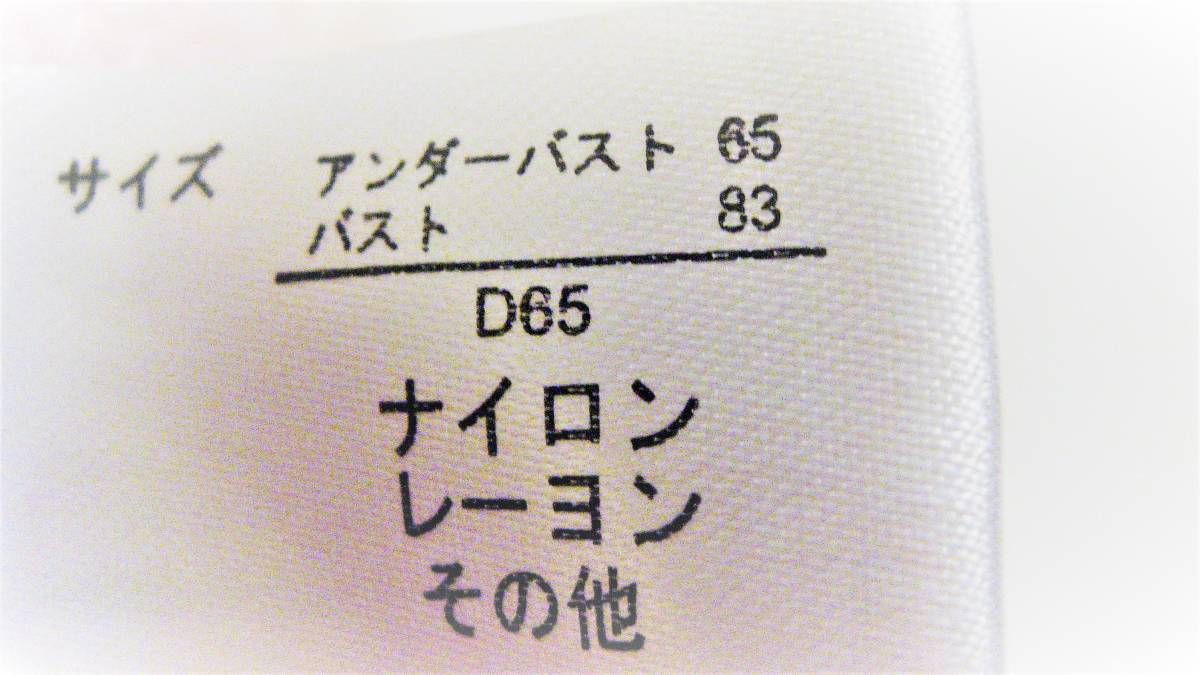 サイズ アンダーバスト 65
バスト 83
D65
ナイロン
レーヨン
その他